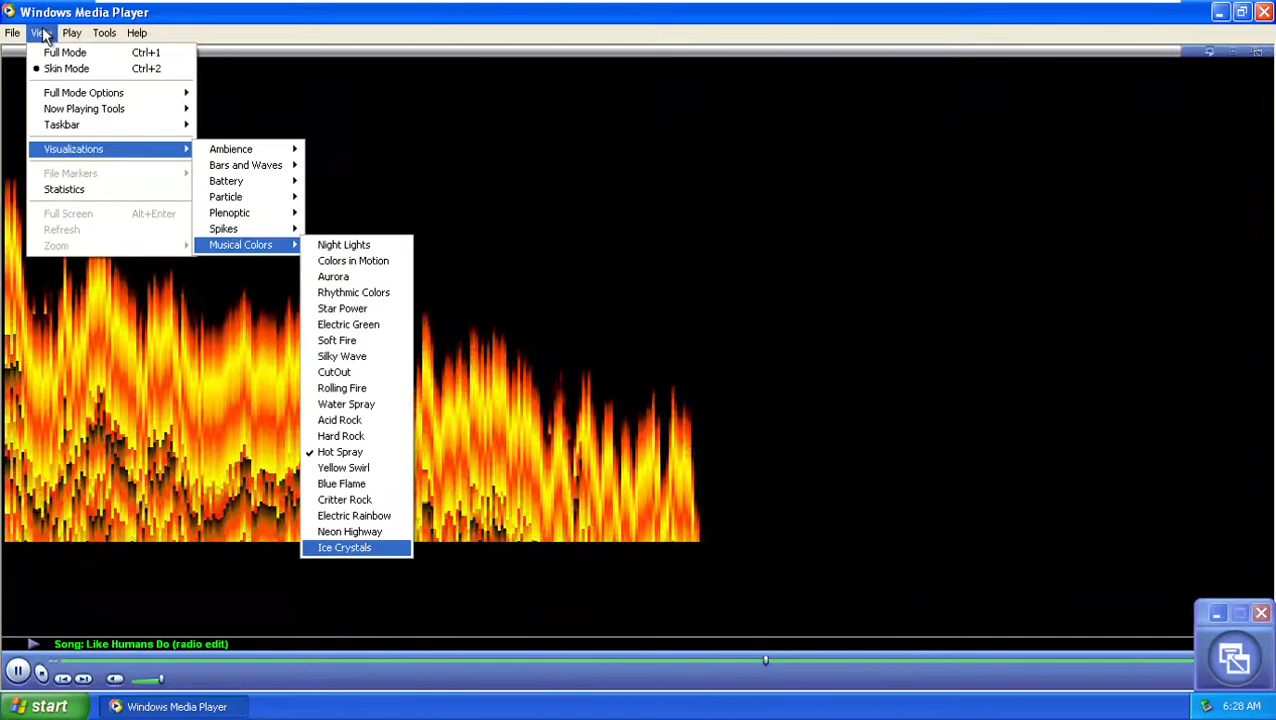 Windows Media Player
File View Play Tools Help
Full Mode Ctrl+1
Skin Mode Ctrl+2
Full Mode Options
Now Playing Tools
Taskbar
Visualizations
File Markers
Statistics
Full Screen Alt+Enter
Refresh
Zoom
Ambience
Bars and Waves
Battery
Particle
Plenoptic
Spikes
Musical Colors
Night Lights
Colors in Motion
Aurora
Rhythmic Colors
Star Power
Electric Green
Soft Fire
Silky Wave
CutOut
Rolling Fire
Water Spray
Acid Rock
Hard Rock
Hot Spray
Yellow Swirl
Blue Flame
Critter Rock
Electric Rainbow
Neon Highway
Ice Crystals
Song: Like Humans Do (radio edit)
start Windows Media Player 6:28 AM